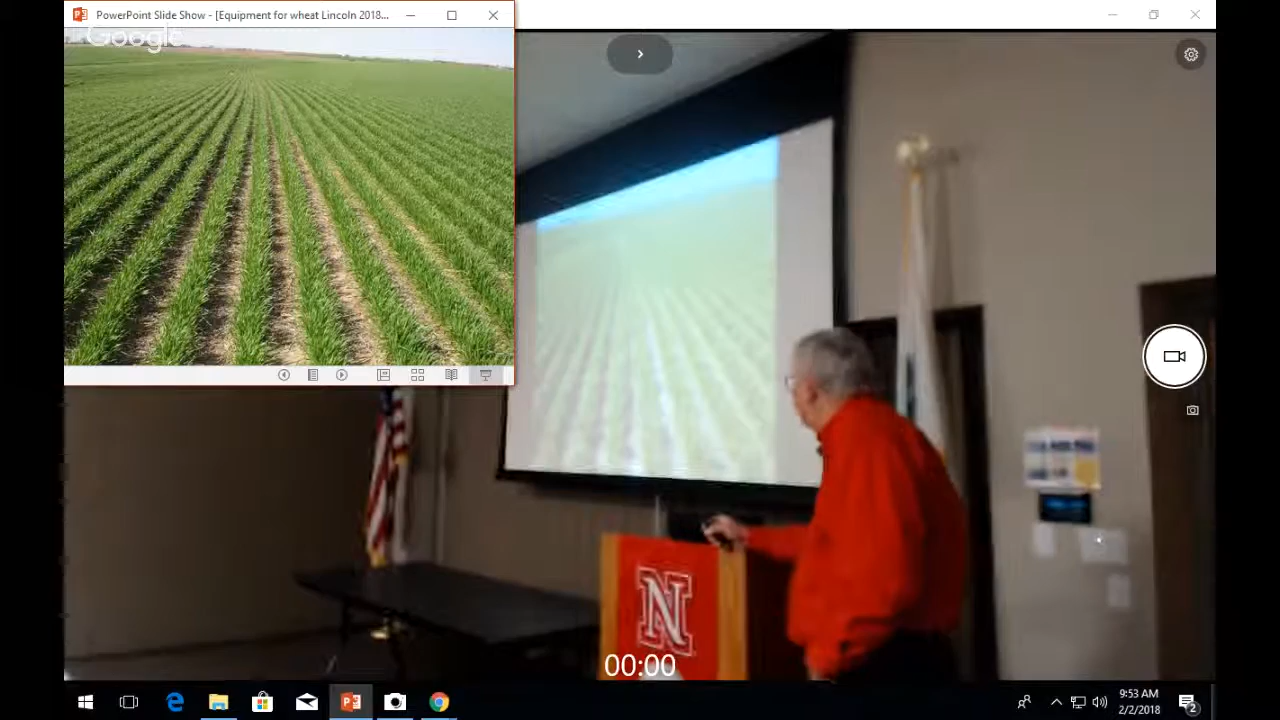 PowerPoint Slide Show - [Equipment for wheat Lincoln 2018...
Google
N
00:00
9:53 AM
2/2/2018
2